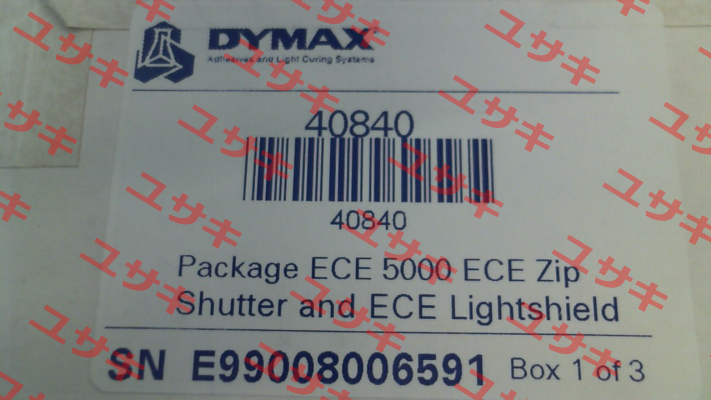 DYMAX
Adhesives and Light Curing Systems
40840
40840
Package ECE 5000 ECE Zip
Shutter and ECE Lightshield
SN E99008006591 Box 1 of 3
ユサキ